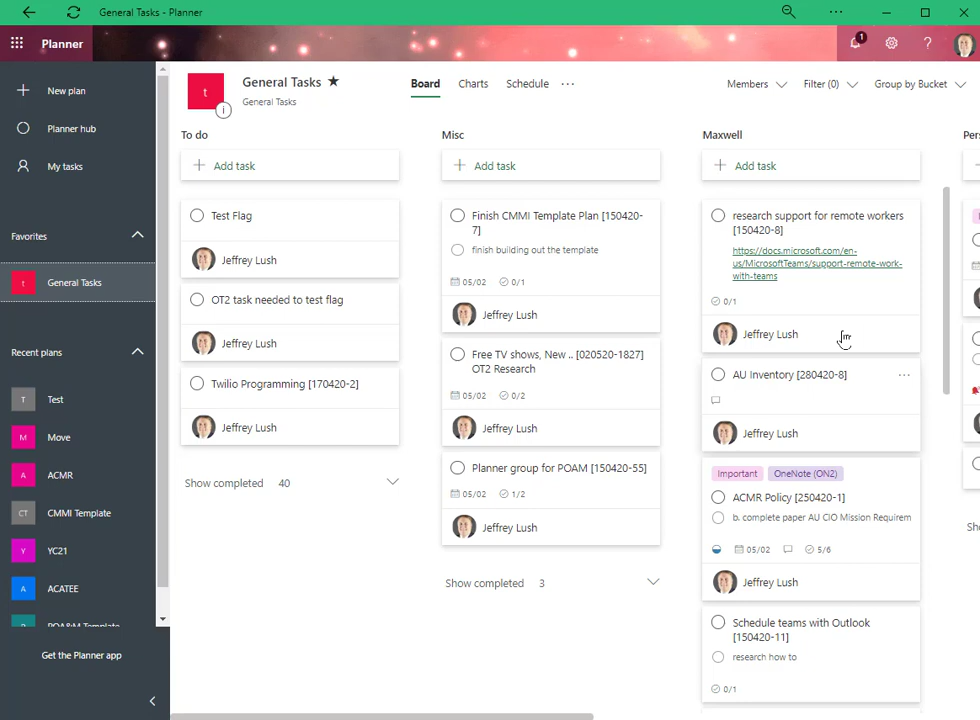 General Tasks - Planner
Planner
1
?
New plan
Planner hub
My tasks
Favorites
t
General Tasks
Recent plans
T
Test
M
Move
A
ACMR
CT
CMMI Template
Y
YC21
A
ACATEE
POA&M Template
Get the Planner app
t
General Tasks ★
General Tasks
Board
Charts
Schedule
Members
Filter (0)
Group by Bucket
To do
Add task
Test Flag
Jeffrey Lush
OT2 task needed to test flag
Jeffrey Lush
Twilio Programming [170420-2]
Jeffrey Lush
Show completed 40
Misc
Add task
Finish CMMI Template Plan [150420-
7]
finish building out the template
05/02 0/1
Jeffrey Lush
Free TV shows, New .. [020520-1827]
OT2 Research
05/02 0/2
Jeffrey Lush
Planner group for POAM [150420-55]
05/02 1/2
Jeffrey Lush
Show completed 3
Maxwell
Add task
research support for remote workers
[150420-8]
https://docs.microsoft.com/en-
us/MicrosoftTeams/support-remote-work-
with-teams
0/1
Jeffrey Lush
AU Inventory [280420-8]
Jeffrey Lush
Important OneNote (ON2)
ACMR Policy [250420-1]
b. complete paper AU CIO Mission Requirem
05/02 5/6
Jeffrey Lush
Schedule teams with Outlook
[150420-11]
research how to
0/1
Per
Sho